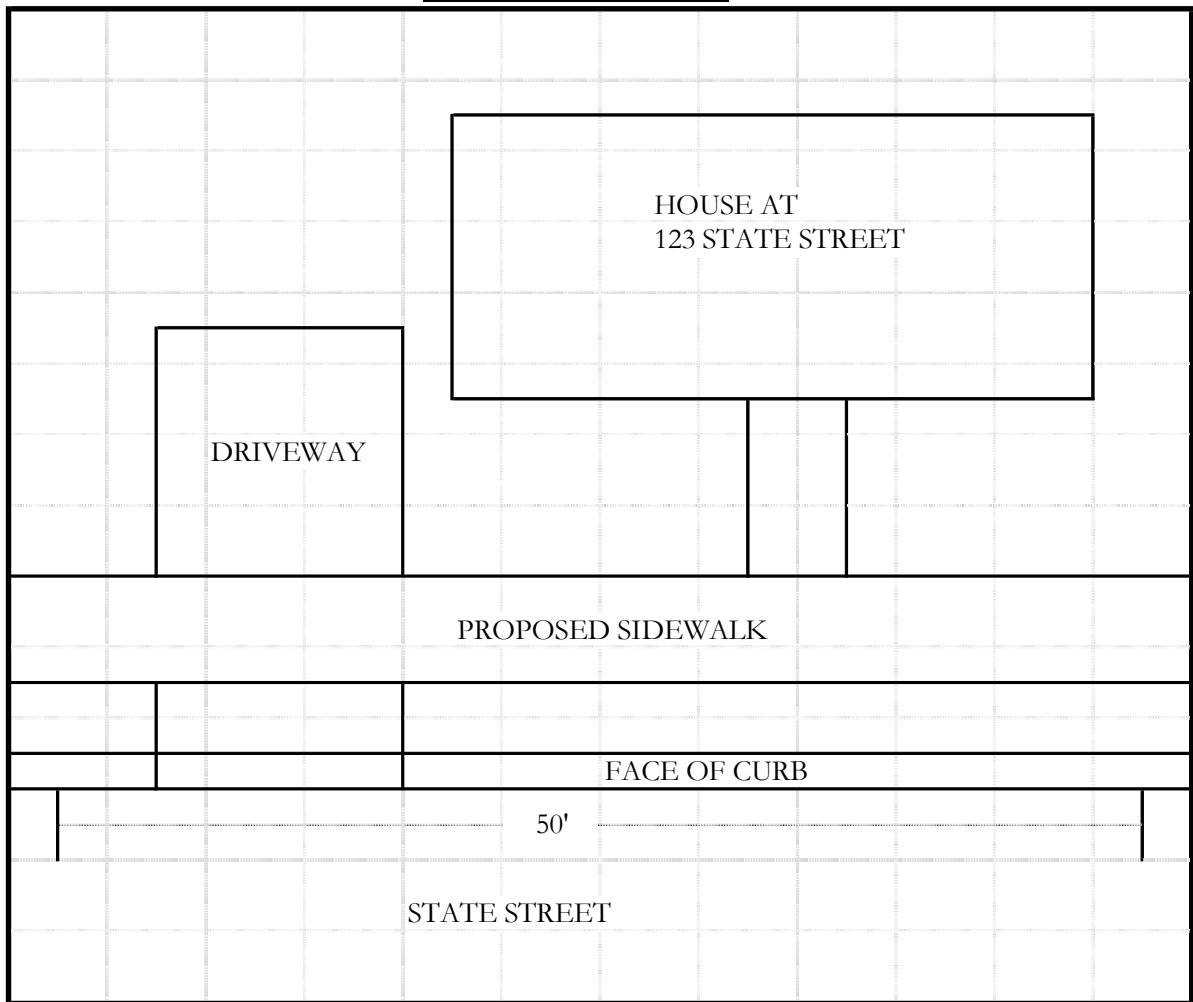 HOUSE AT
123 STATE STREET
DRIVEWAY
PROPOSED SIDEWALK
FACE OF CURB
50'
STATE STREET